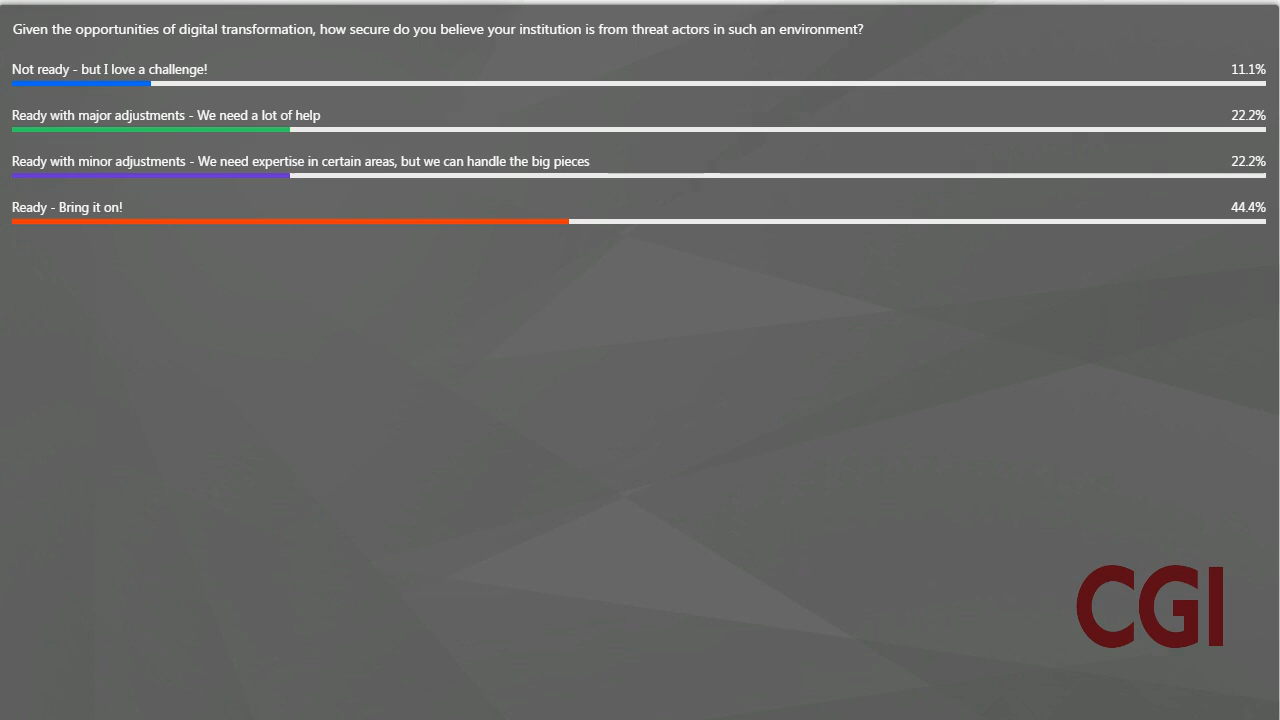 Given the opportunities of digital transformation, how secure do you believe your institution is from threat actors in such an environment?
Not ready - but I love a challenge! 11.1%
Ready with major adjustments - We need a lot of help 22.2%
Ready with minor adjustments - We need expertise in certain areas, but we can handle the big pieces 22.2%
Ready - Bring it on! 44.4%
CGI